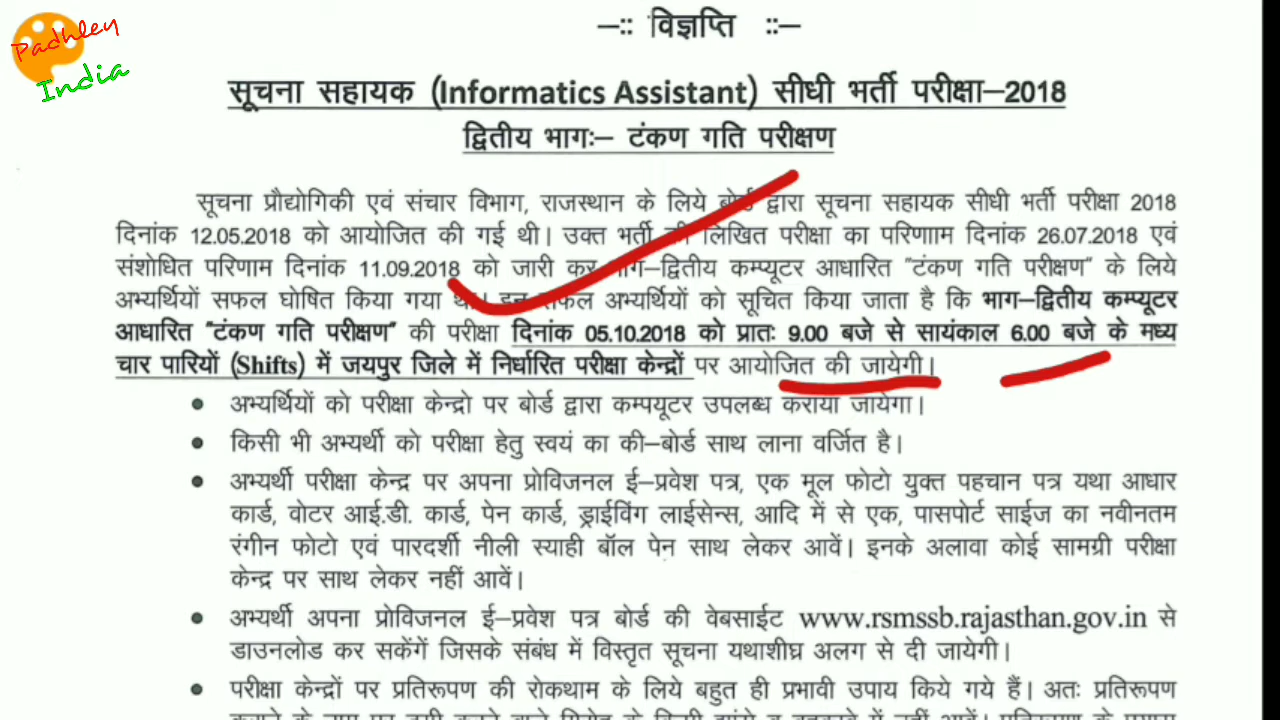 Padhley
India
—:: विज्ञप्ति ::—
सूचना सहायक (Informatics Assistant) सीधी भर्ती परीक्षा–2018
द्वितीय भागः– टंकण गति परीक्षण
सूचना प्रौद्योगिकी एवं संचार विभाग, राजस्थान के लिये बोर्ड द्वारा सूचना सहायक सीधी भर्ती परीक्षा 2018
दिनांक 12.05.2018 को आयोजित की गई थी। उक्त भर्ती की लिखित परीक्षा का परिणााम दिनांक 26.07.2018 एवं
संशोधित परिणाम दिनांक 11.09.2018 को जारी कर भाग–द्वितीय कम्प्यूटर आधारित "टंकण गति परीक्षण" के लिये
अभ्यर्थियों सफल घोषित किया गया था। इन सफल अभ्यर्थियों को सूचित किया जाता है कि भाग–द्वितीय कम्प्यूटर
आधारित "टंकण गति परीक्षण" की परीक्षा दिनांक 05.10.2018 को प्रातः 9.00 बजे से सायंकाल 6.00 बजे के मध्य
चार पारियों (Shifts) में जयपुर जिले में निर्धारित परीक्षा केन्द्रों पर आयोजित की जायेगी।
• अभ्यर्थियों को परीक्षा केन्द्रो पर बोर्ड द्वारा कम्पयूटर उपलब्ध कराया जायेगा।
• किसी भी अभ्यर्थी को परीक्षा हेतु स्वयं का की–बोर्ड साथ लाना वर्जित है।
• अभ्यर्थी परीक्षा केन्द्र पर अपना प्रोविजनल ई–प्रवेश पत्र, एक मूल फोटो युक्त पहचान पत्र यथा आधार
कार्ड, वोटर आई.डी. कार्ड, पेन कार्ड, ड्राईविंग लाईसेन्स, आदि में से एक, पासपोर्ट साईज का नवीनतम
रंगीन फोटो एवं पारदर्शी नीली स्याही बॉल पेन साथ लेकर आवें। इनके अलावा कोई सामग्री परीक्षा
केन्द्र पर साथ लेकर नहीं आवें।
• अभ्यर्थी अपना प्रोविजनल ई–प्रवेश पत्र बोर्ड की वेबसाईट www.rsmssb.rajasthan.gov.in से
डाउनलोड कर सकेंगें जिसके संबंध में विस्तृत सूचना यथाशीघ्र अलग से दी जायेगी।
• परीक्षा केन्द्रों पर प्रतिरूपण की रोकथाम के लिये बहुत ही प्रभावी उपाय किये गये हैं। अतः प्रतिरूपण